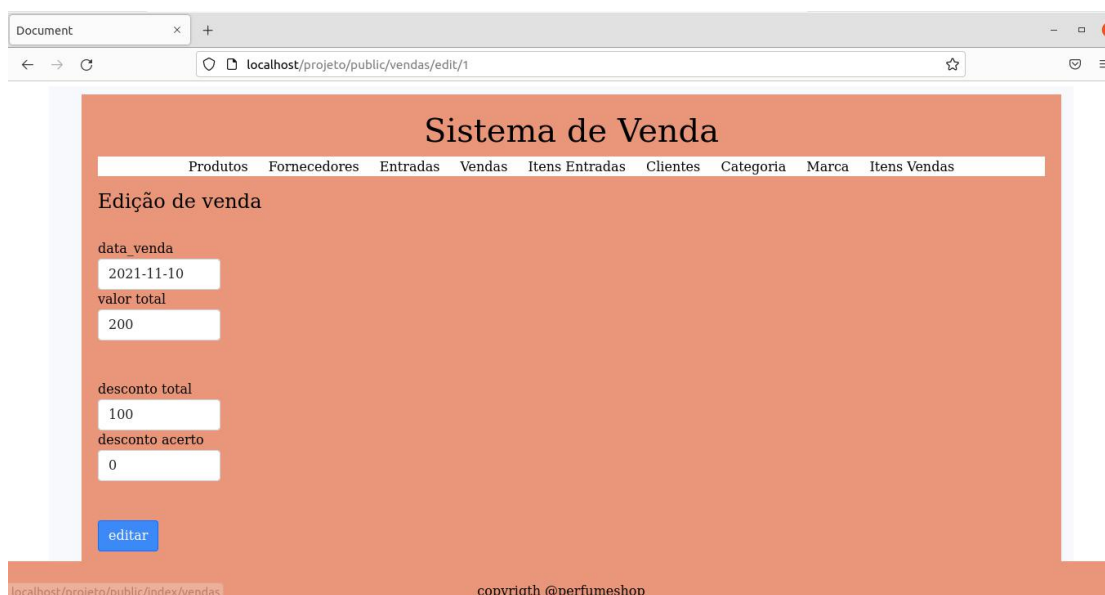 Document
localhost/projeto/public/vendas/edit/1
Sistema de Venda
Produtos Fornecedores Entradas Vendas Itens Entradas Clientes Categoria Marca Itens Vendas
Edição de venda
data_venda
2021-11-10
valor total
200
desconto total
100
desconto acerto
0
editar
localhost/projeto/public/index/vendas
copyrigth @perfumeshop